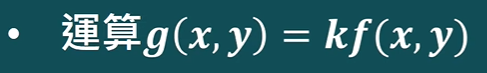 • 運算g(x, y) = kf(x, y)